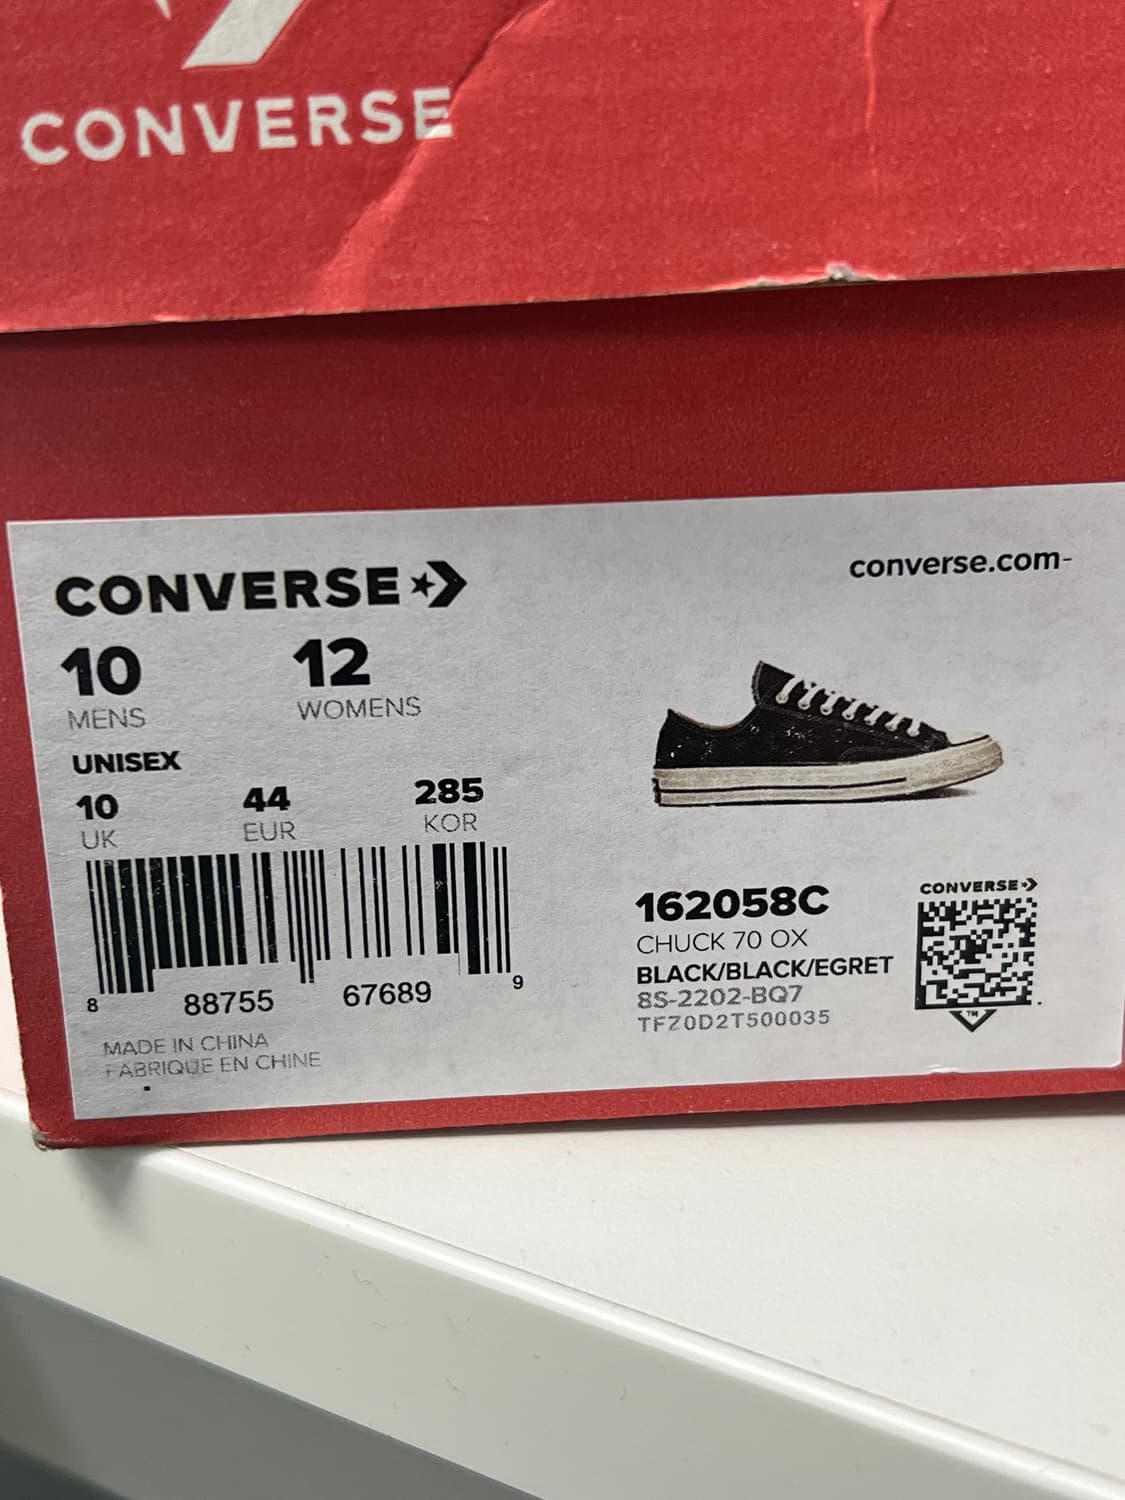 CONVERSE
CONVERSE
converse.com-
10 12
MENS WOMENS
UNISEX
10 44 285
UK EUR KOR
8 88755 67689 9
MADE IN CHINA
FABRIQUE EN CHINE
162058C
CHUCK 70 OX
BLACK/BLACK/EGRET
8S-2202-BQ7
TFZ0D2T500035
CONVERSE
TM